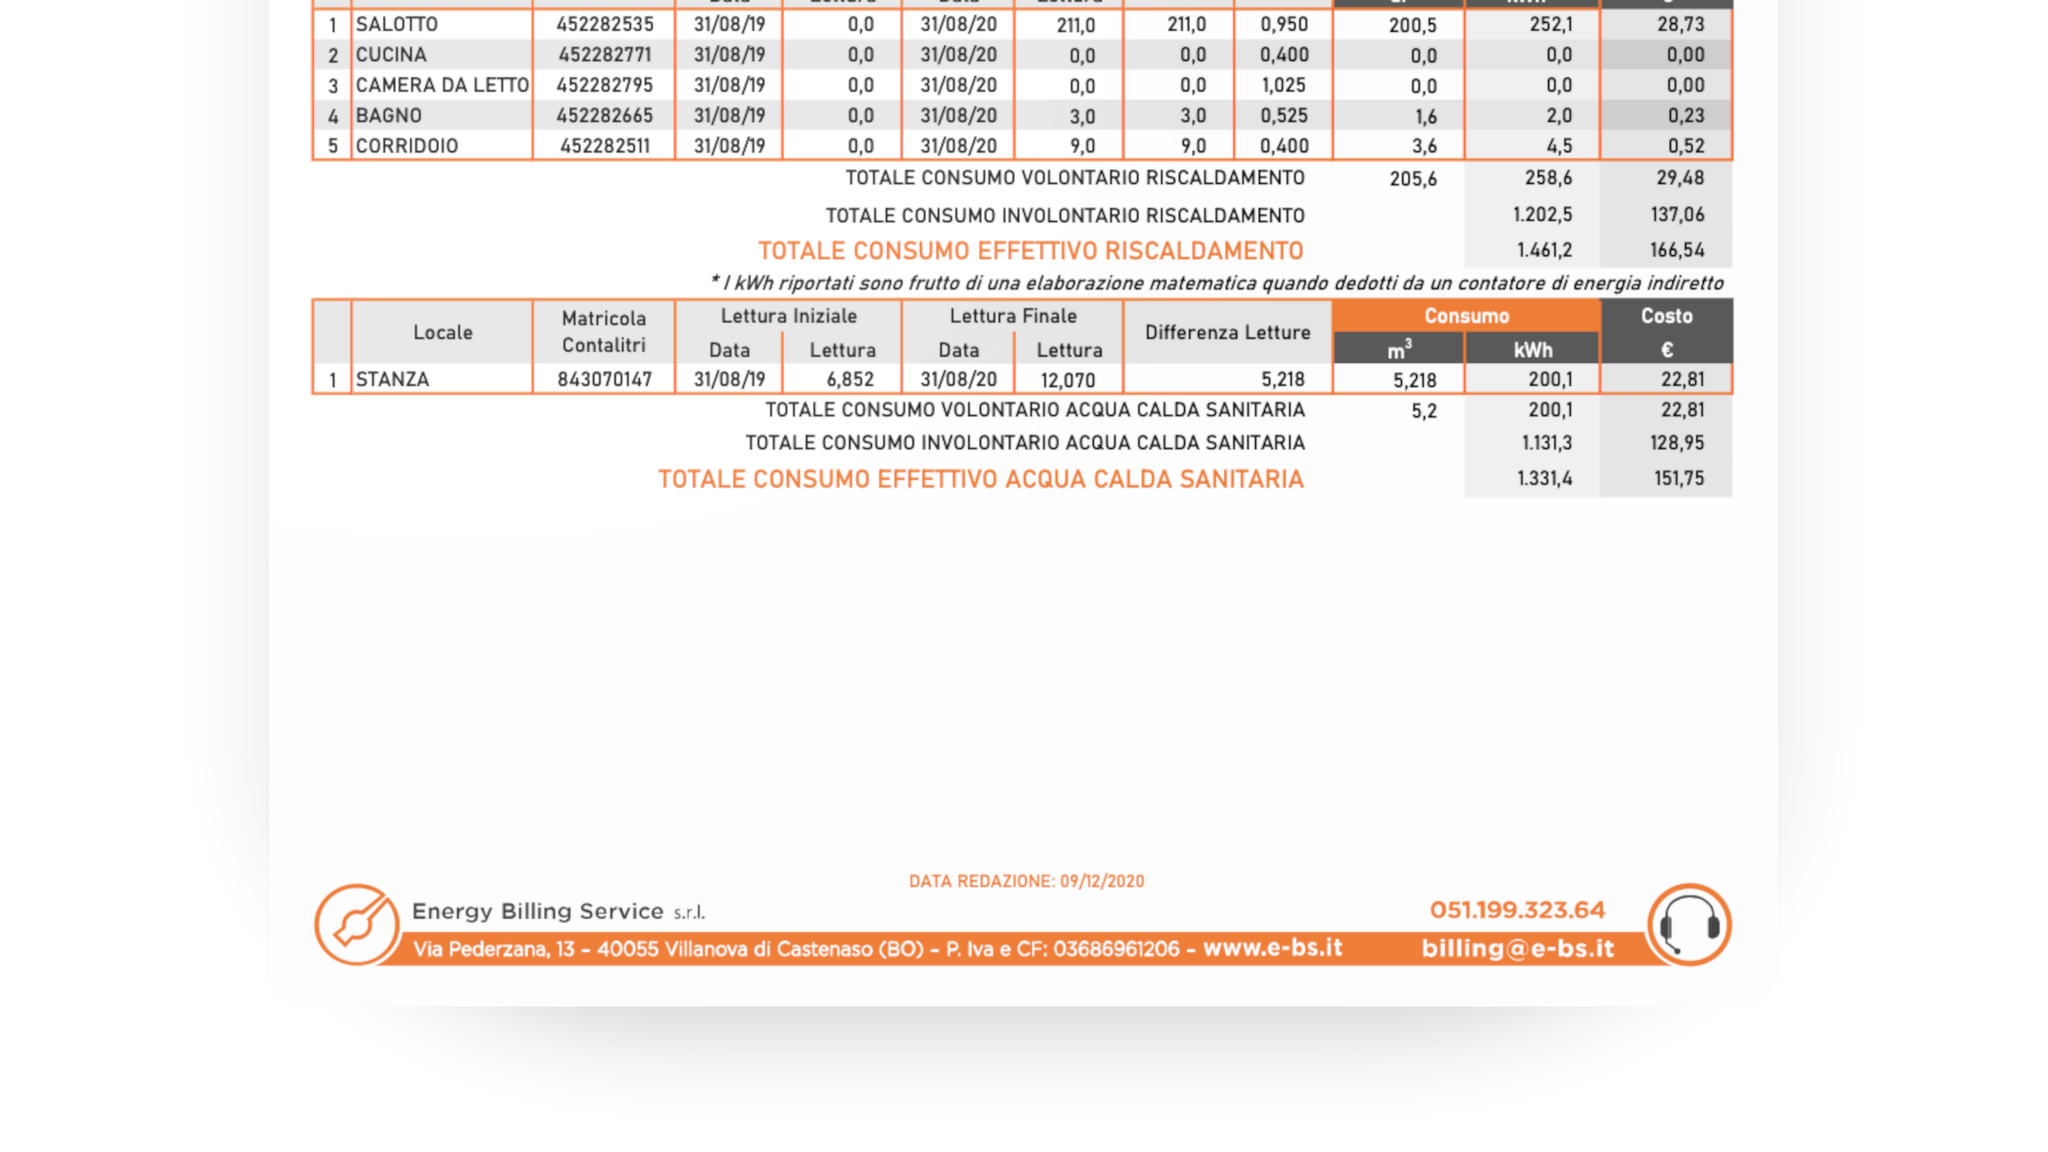 1 SALOTTO 452282535 31/08/19 0,0 31/08/20 211,0 211,0 0,950 200,5 252,1 28,73
2 CUCINA 452282771 31/08/19 0,0 31/08/20 0,0 0,0 0,400 0,0 0,0 0,00
3 CAMERA DA LETTO 452282795 31/08/19 0,0 31/08/20 0,0 0,0 1,025 0,0 0,0 0,00
4 BAGNO 452282665 31/08/19 0,0 31/08/20 3,0 3,0 0,525 1,6 2,0 0,23
5 CORRIDOIO 452282511 31/08/19 0,0 31/08/20 9,0 9,0 0,400 3,6 4,5 0,52
TOTALE CONSUMO VOLONTARIO RISCALDAMENTO 205,6 258,6 29,48
TOTALE CONSUMO INVOLONTARIO RISCALDAMENTO 1.202,5 137,06
TOTALE CONSUMO EFFETTIVO RISCALDAMENTO 1.461,2 166,54
* I kWh riportati sono frutto di una elaborazione matematica quando dedotti da un contatore di energia indiretto
Locale Matricola Contalitri Lettura Iniziale Lettura Finale Differenza Letture Consumo Costo
Data Lettura Data Lettura m³ kWh €
1 STANZA 843070147 31/08/19 6,852 31/08/20 12,070 5,218 5,218 200,1 22,81
TOTALE CONSUMO VOLONTARIO ACQUA CALDA SANITARIA 5,2 200,1 22,81
TOTALE CONSUMO INVOLONTARIO ACQUA CALDA SANITARIA 1.131,3 128,95
TOTALE CONSUMO EFFETTIVO ACQUA CALDA SANITARIA 1.331,4 151,75
DATA REDAZIONE: 09/12/2020
Energy Billing Service s.r.l. 051.199.323.64
Via Pederzana, 13 – 40055 Villanova di Castenaso (BO) – P. Iva e CF: 03686961206 – www.e-bs.it billing@e-bs.it